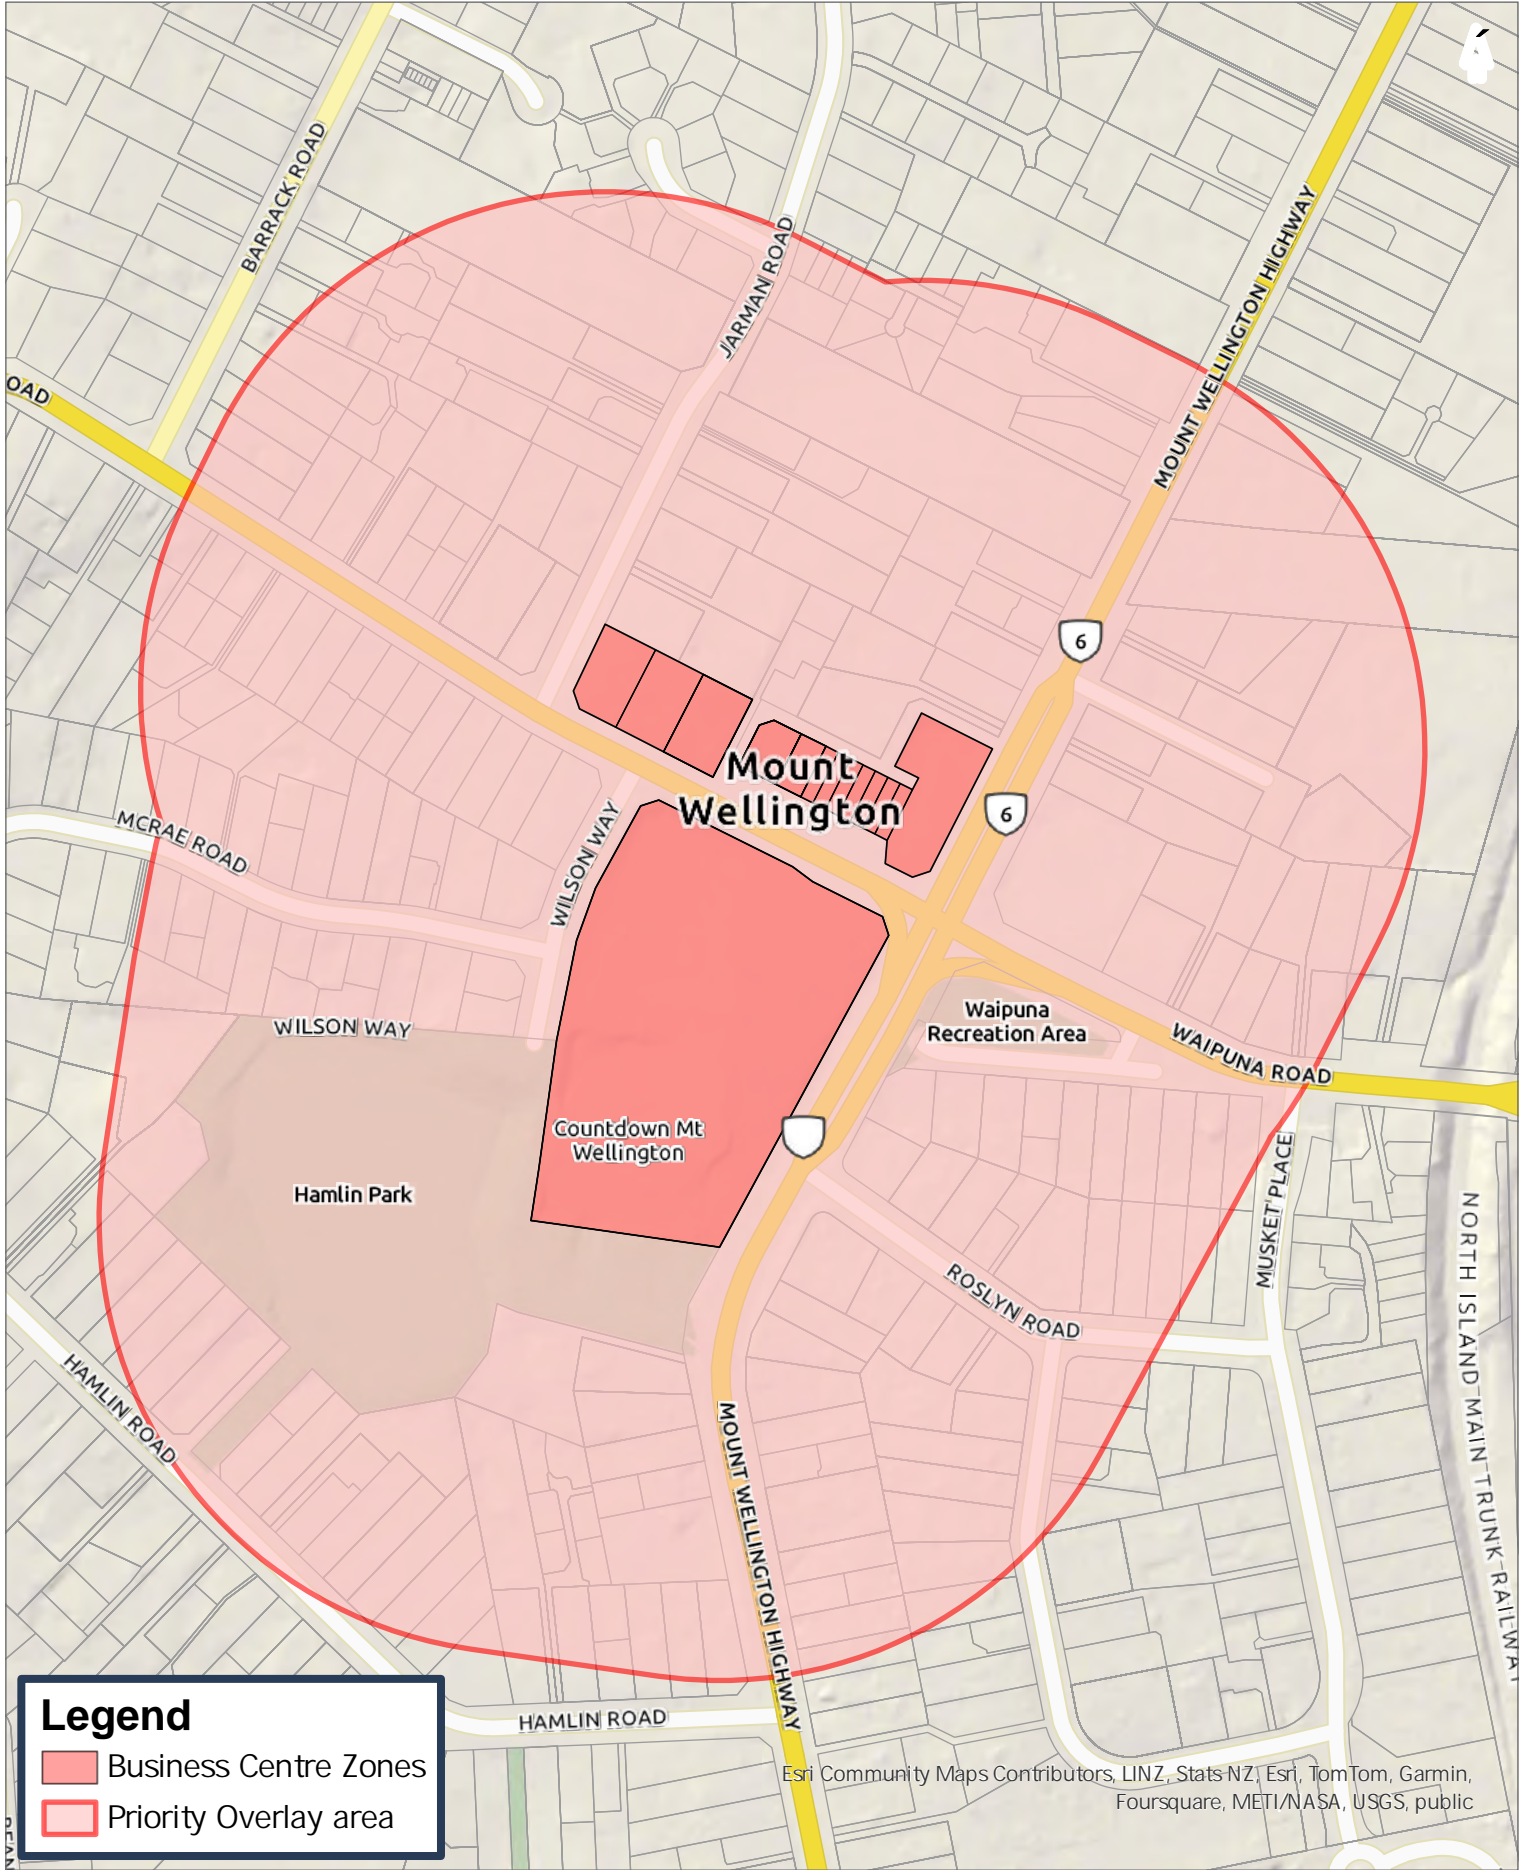 BARRACK ROAD
JARMAN ROAD
MOUNT WELLINGTON HIGHWAY
OAD
6
6
Mount
Wellington
MCRAE ROAD
WILSON WAY
WILSON WAY
Waipuna
Recreation Area
WAIPUNA ROAD
Countdown Mt
Wellington
Hamlin Park
MUSKET PLACE
ROSLYN ROAD
NORTH ISLAND MAIN TRUNK RAILWAY
HAMLIN ROAD
MOUNT WELLINGTON HIGHWAY
HAMLIN ROAD
Legend
Business Centre Zones
Priority Overlay area
Esri Community Maps Contributors, LINZ, Stats NZ, Esri, TomTom, Garmin,
Foursquare, METI/NASA, USGS, public